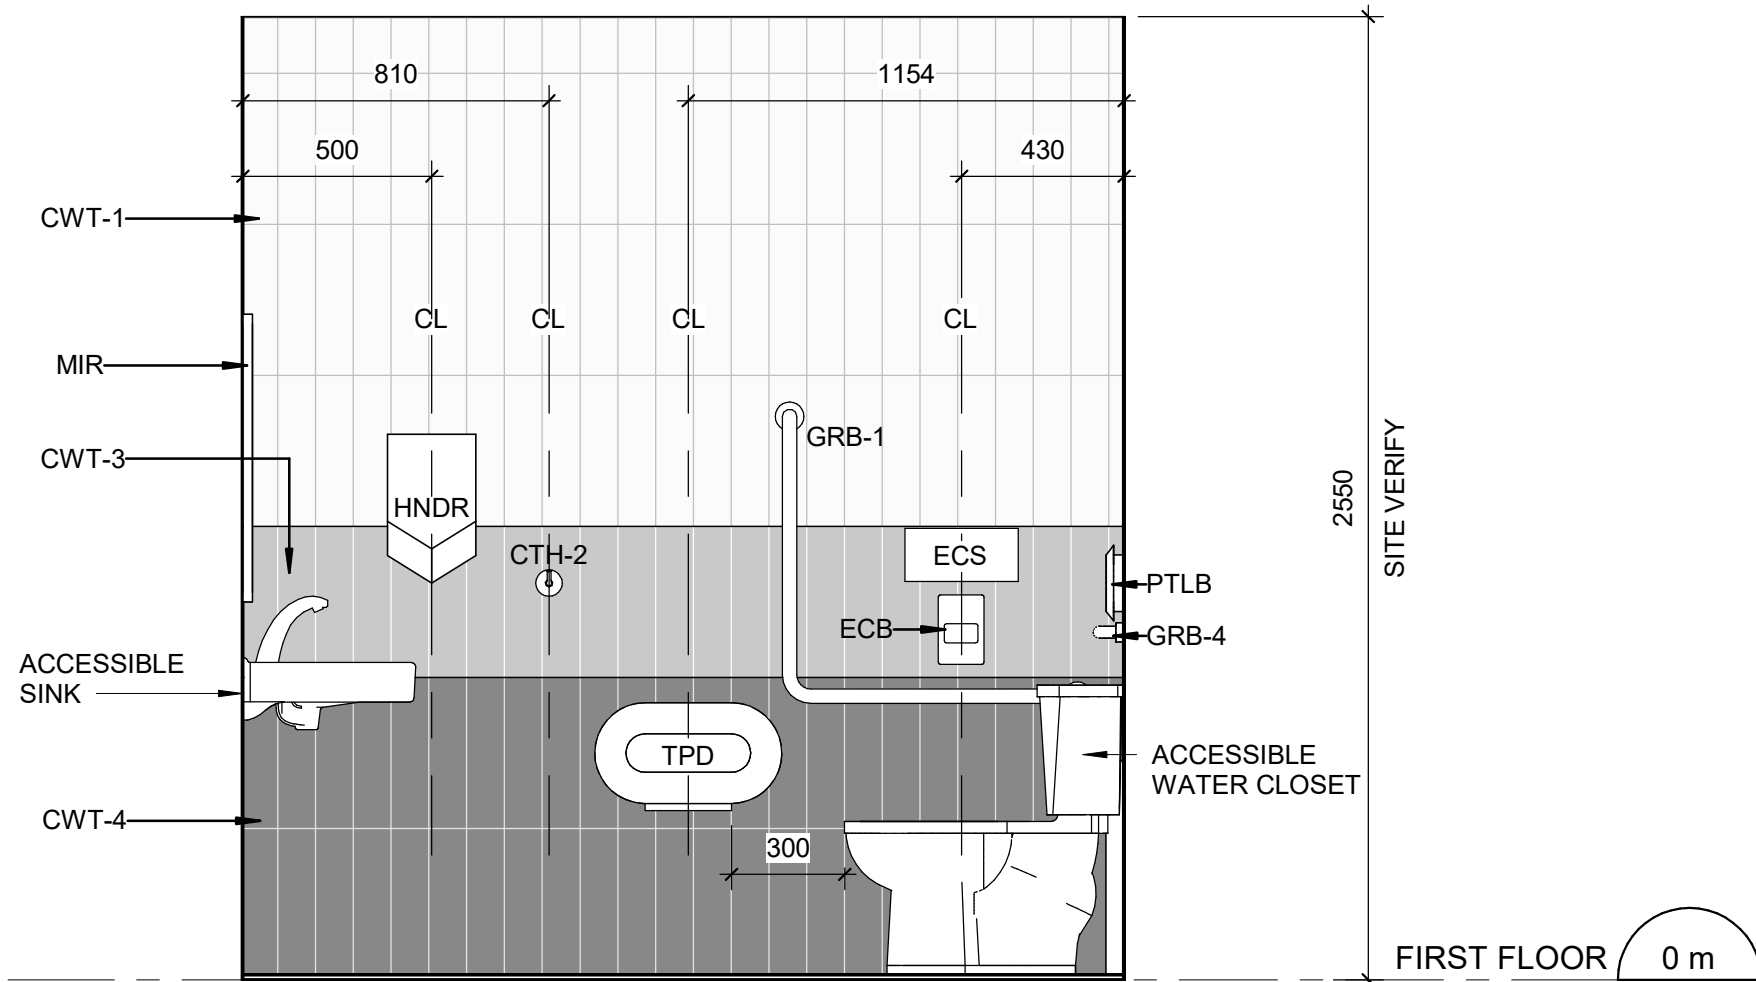 810
1154
500
430
CWT-1
CL
CL
CL
CL
MIR
GRB-1
CWT-3
HNDR
2550
SITE VERIFY
CTH-2
ECS
PTLB
ECB
GRB-4
ACCESSIBLE
SINK
TPD
ACCESSIBLE
WATER CLOSET
CWT-4
300
FIRST FLOOR
0 m